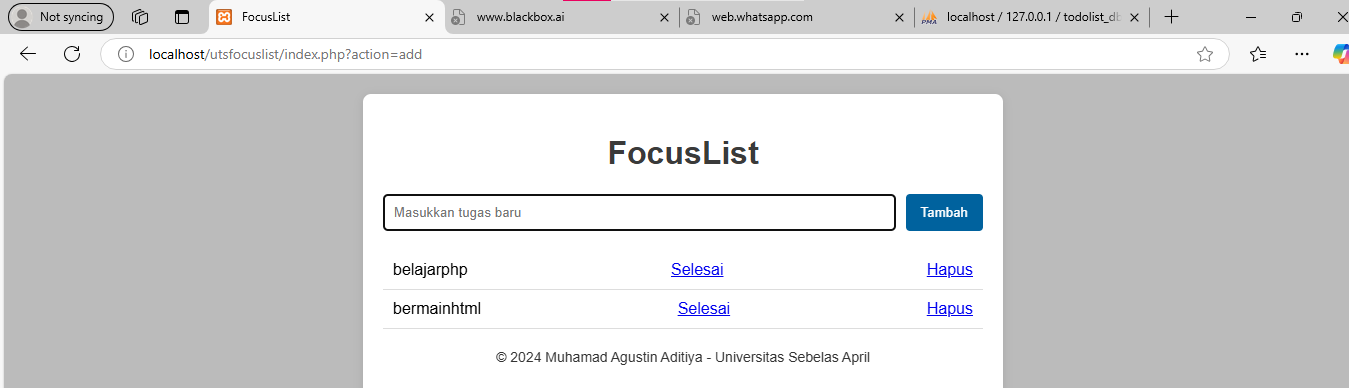 Not syncing
FocusList
www.blackbox.ai
web.whatsapp.com
PMA
localhost / 127.0.0.1 / todolist_db
localhost/utsfocuslist/index.php?action=add
FocusList
Masukkan tugas baru
Tambah
belajarphp Selesai Hapus
bermainhtml Selesai Hapus
© 2024 Muhamad Agustin Aditiya - Universitas Sebelas April